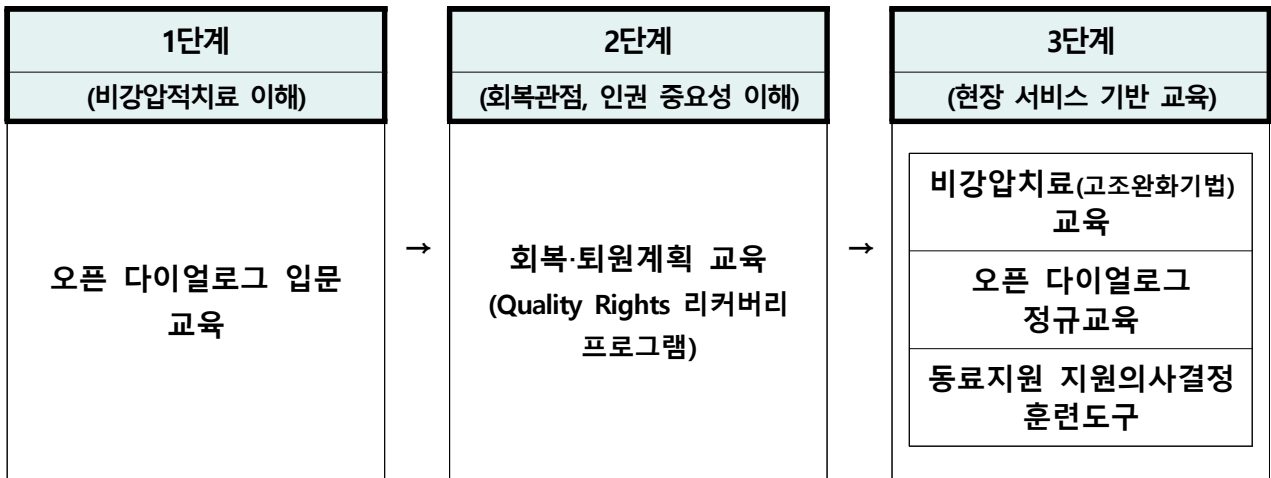 1단계
(비강압적치료 이해)
오픈 다이얼로그 입문
교육
→
2단계
(회복관점, 인권 중요성 이해)
회복·퇴원계획 교육
(Quality Rights 리커버리
프로그램)
→
3단계
(현장 서비스 기반 교육)
비강압치료(고조완화기법)
교육
오픈 다이얼로그
정규교육
동료지원 지원의사결정
훈련도구